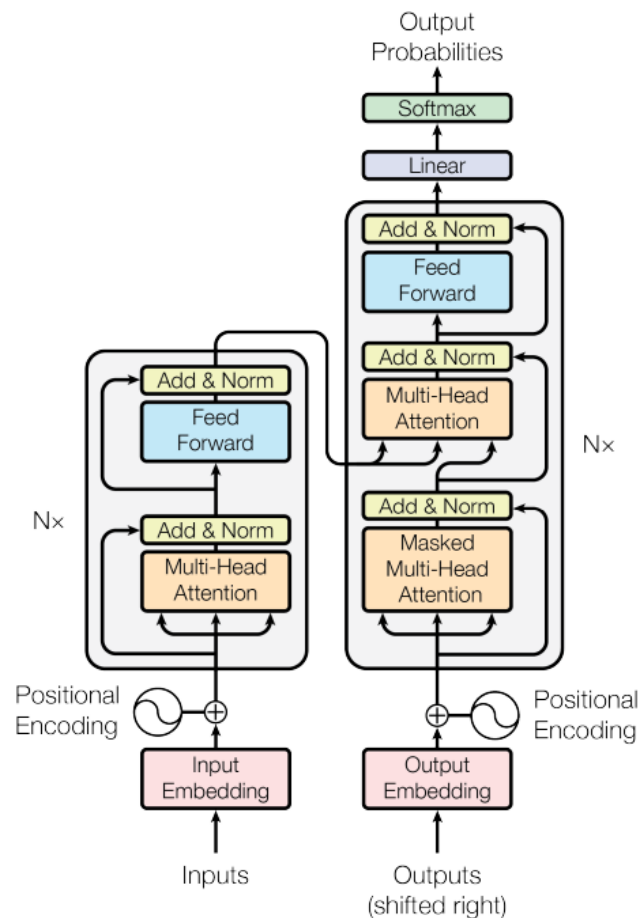 Output
Probabilities
Softmax
Linear
Add & Norm
Feed
Forward
Add & Norm
Multi-Head
Attention
Add & Norm
Masked
Multi-Head
Attention
Nx
Add & Norm
Feed
Forward
Add & Norm
Multi-Head
Attention
Nx
Positional
Encoding
Positional
Encoding
Input
Embedding
Output
Embedding
Inputs
Outputs
(shifted right)